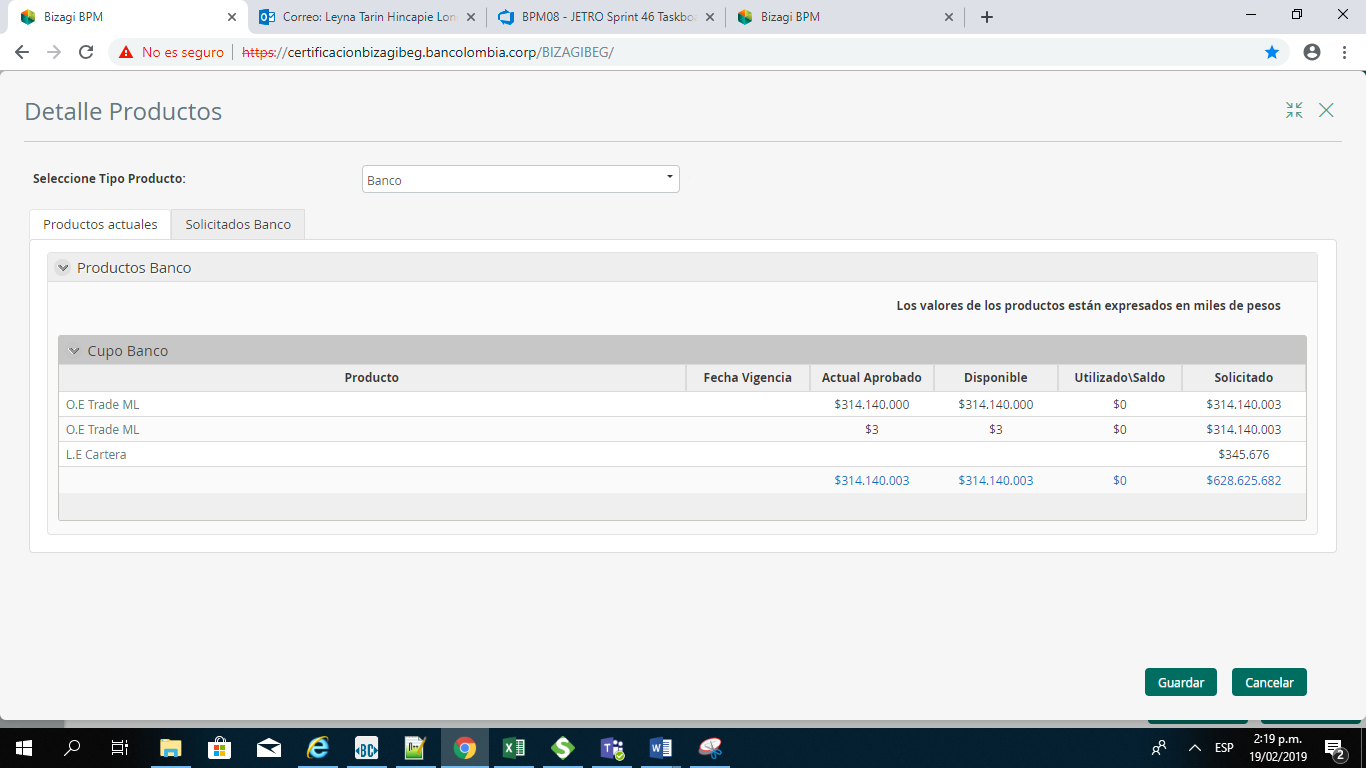 Bizagi BPM
Correo: Leyna Tarin Hincapie Lon
BPM08 - JETRO Sprint 46 Taskbo
Bizagi BPM
No es seguro
https://certificacionbizagibeg.bancolombia.corp/BIZAGIBEG/
Detalle Productos
Seleccione Tipo Producto:
Banco
Productos actuales
Solicitados Banco
Productos Banco
Los valores de los productos están expresados en miles de pesos
Cupo Banco
Producto Fecha Vigencia Actual Aprobado Disponible Utilizado\Saldo Solicitado
O.E Trade ML $314.140.000 $314.140.000 $0 $314.140.003
O.E Trade ML $3 $3 $0 $314.140.003
L.E Cartera $345.676
$314.140.003 $314.140.003 $0 $628.625.682
Guardar
Cancelar
ESP
2:19 p.m.
19/02/2019
2